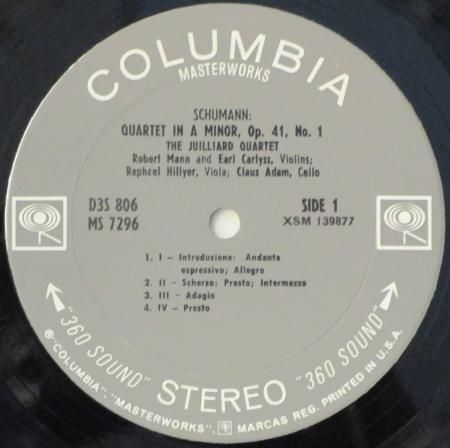 COLUMBIA
MASTERWORKS
SCHUMANN:
QUARTET IN A MINOR, Op. 41, No. 1
THE JUILLIARD QUARTET
Robert Mann and Earl Carlyss, Violins;
Raphael Hillyer, Viola; Claus Adam, Cello
D3S 806 SIDE 1
MS 7296 XSM 139877
1. I – Introduzione: Andante
espressivo; Allegro
2. II – Scherzo: Presto; Intermezzo
3. III – Adagio
4. IV – Presto
"360 SOUND" STEREO "360 SOUND"
®"COLUMBIA", "MASTERWORKS", MARCAS REG. PRINTED IN U.S.A.